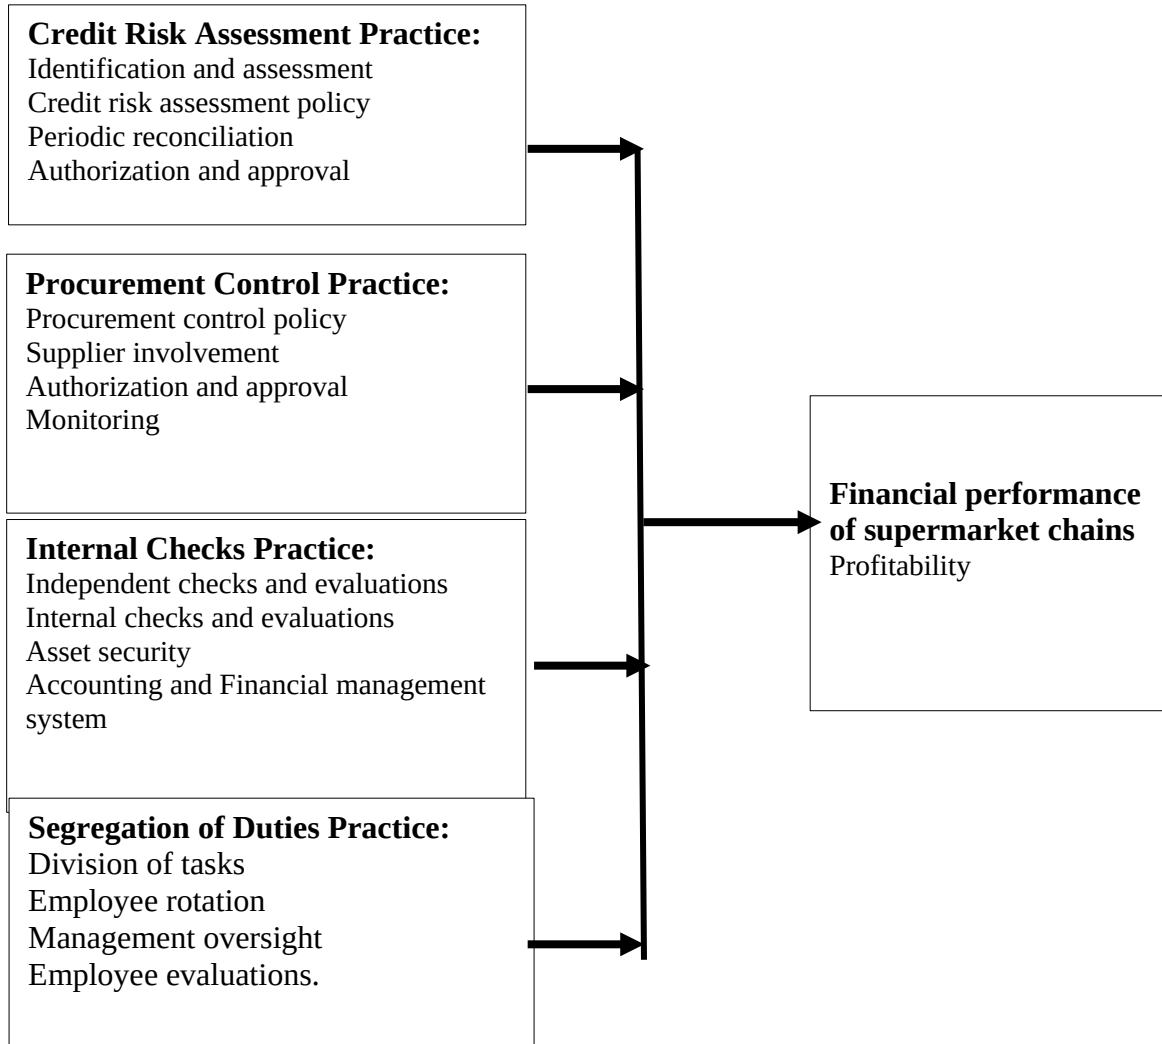 Credit Risk Assessment Practice:
Identification and assessment
Credit risk assessment policy
Periodic reconciliation
Authorization and approval
Procurement Control Practice:
Procurement control policy
Supplier involvement
Authorization and approval
Monitoring
Internal Checks Practice:
Independent checks and evaluations
Internal checks and evaluations
Asset security
Accounting and Financial management
system
Segregation of Duties Practice:
Division of tasks
Employee rotation
Management oversight
Employee evaluations.
Financial performance
of supermarket chains
Profitability